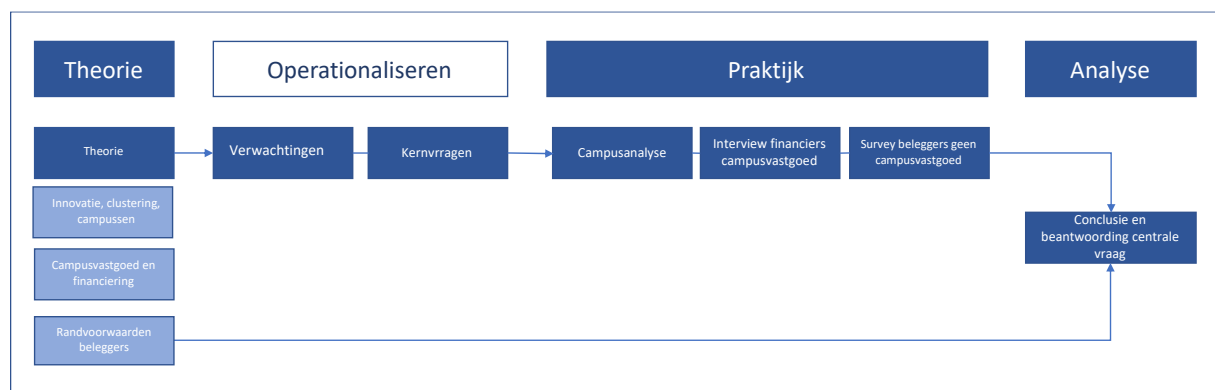 Theorie
Operationaliseren
Praktijk
Analyse
Theorie
Verwachtingen
Kernvrragen
Campusanalyse
Interview financiers
campusvastgoed
Survey beleggers geen
campusvastgoed
Innovatie, clustering,
campussen
Campusvastgoed en
financiering
Randvoorwaarden
beleggers
Conclusie en
beantwoording centrale
vraag